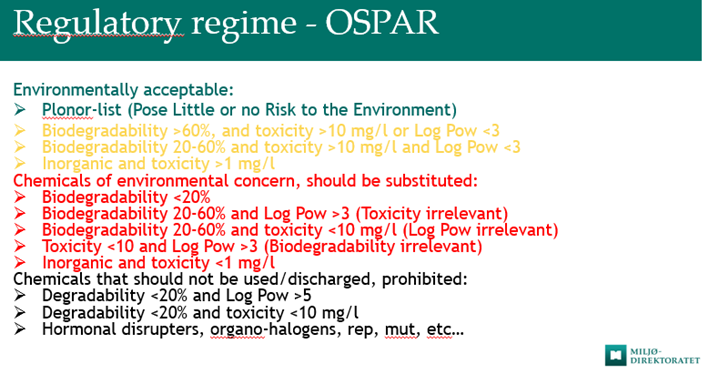 Regulatory regime - OSPAR
Environmentally acceptable:
➢ Plonor-list (Pose Little or no Risk to the Environment)
➢ Biodegradability >60%, and toxicity >10 mg/l or Log Pow <3
➢ Biodegradability 20-60% and toxicity >10 mg/l and Log Pow <3
➢ Inorganic and toxicity >1 mg/l
Chemicals of environmental concern, should be substituted:
➢ Biodegradability <20%
➢ Biodegradability 20-60% and Log Pow >3 (Toxicity irrelevant)
➢ Biodegradability 20-60% and toxicity <10 mg/l (Log Pow irrelevant)
➢ Toxicity <10 and Log Pow >3 (Biodegradability irrelevant)
➢ Inorganic and toxicity <1 mg/l
Chemicals that should not be used/discharged, prohibited:
➢ Degradability <20% and Log Pow >5
➢ Degradability <20% and toxicity <10 mg/l
➢ Hormonal disrupters, organo-halogens, rep, mut, etc…
MILJØ-
DIREKTORATET